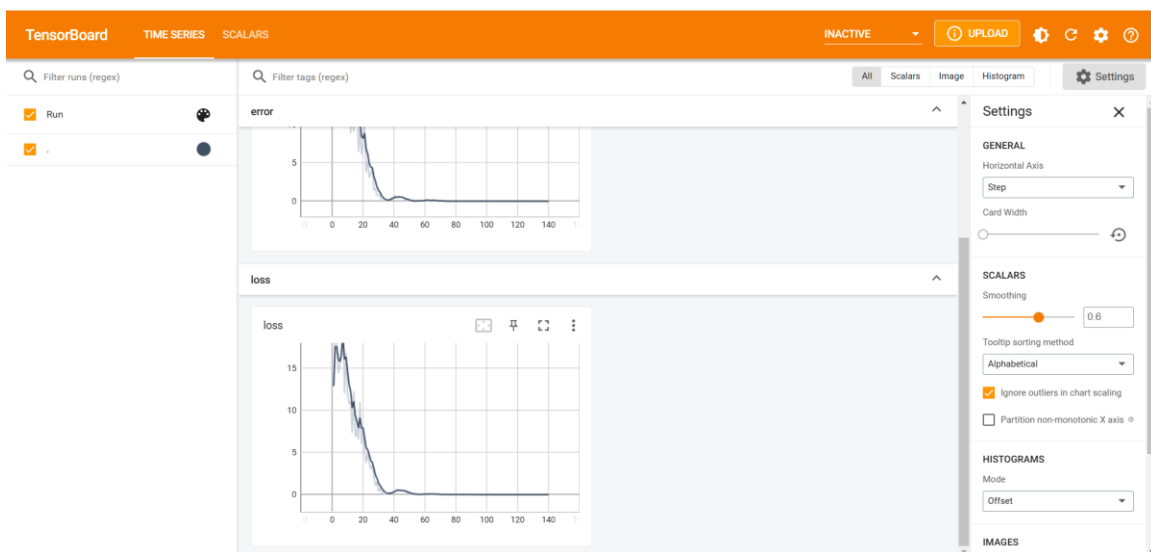 TensorBoard TIME SERIES SCALARS INACTIVE UPLOAD
Filter runs (regex)
Filter tags (regex)
All Scalars Image Histogram
Settings
Run
.
error
5
0
0 20 40 60 80 100 120 140
loss
loss
15
10
5
0
0 20 40 60 80 100 120 140
Settings
GENERAL
Horizontal Axis
Step
Card Width
SCALARS
Smoothing
0.6
Tooltip sorting method
Alphabetical
Ignore outliers in chart scaling
Partition non-monotonic X axis
HISTOGRAMS
Mode
Offset
IMAGES